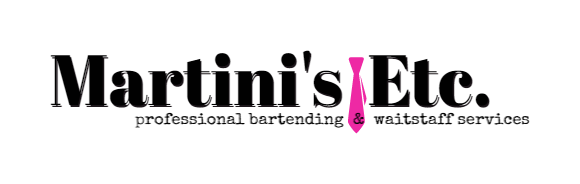 Martini's Etc.
professional bartending & waitstaff services